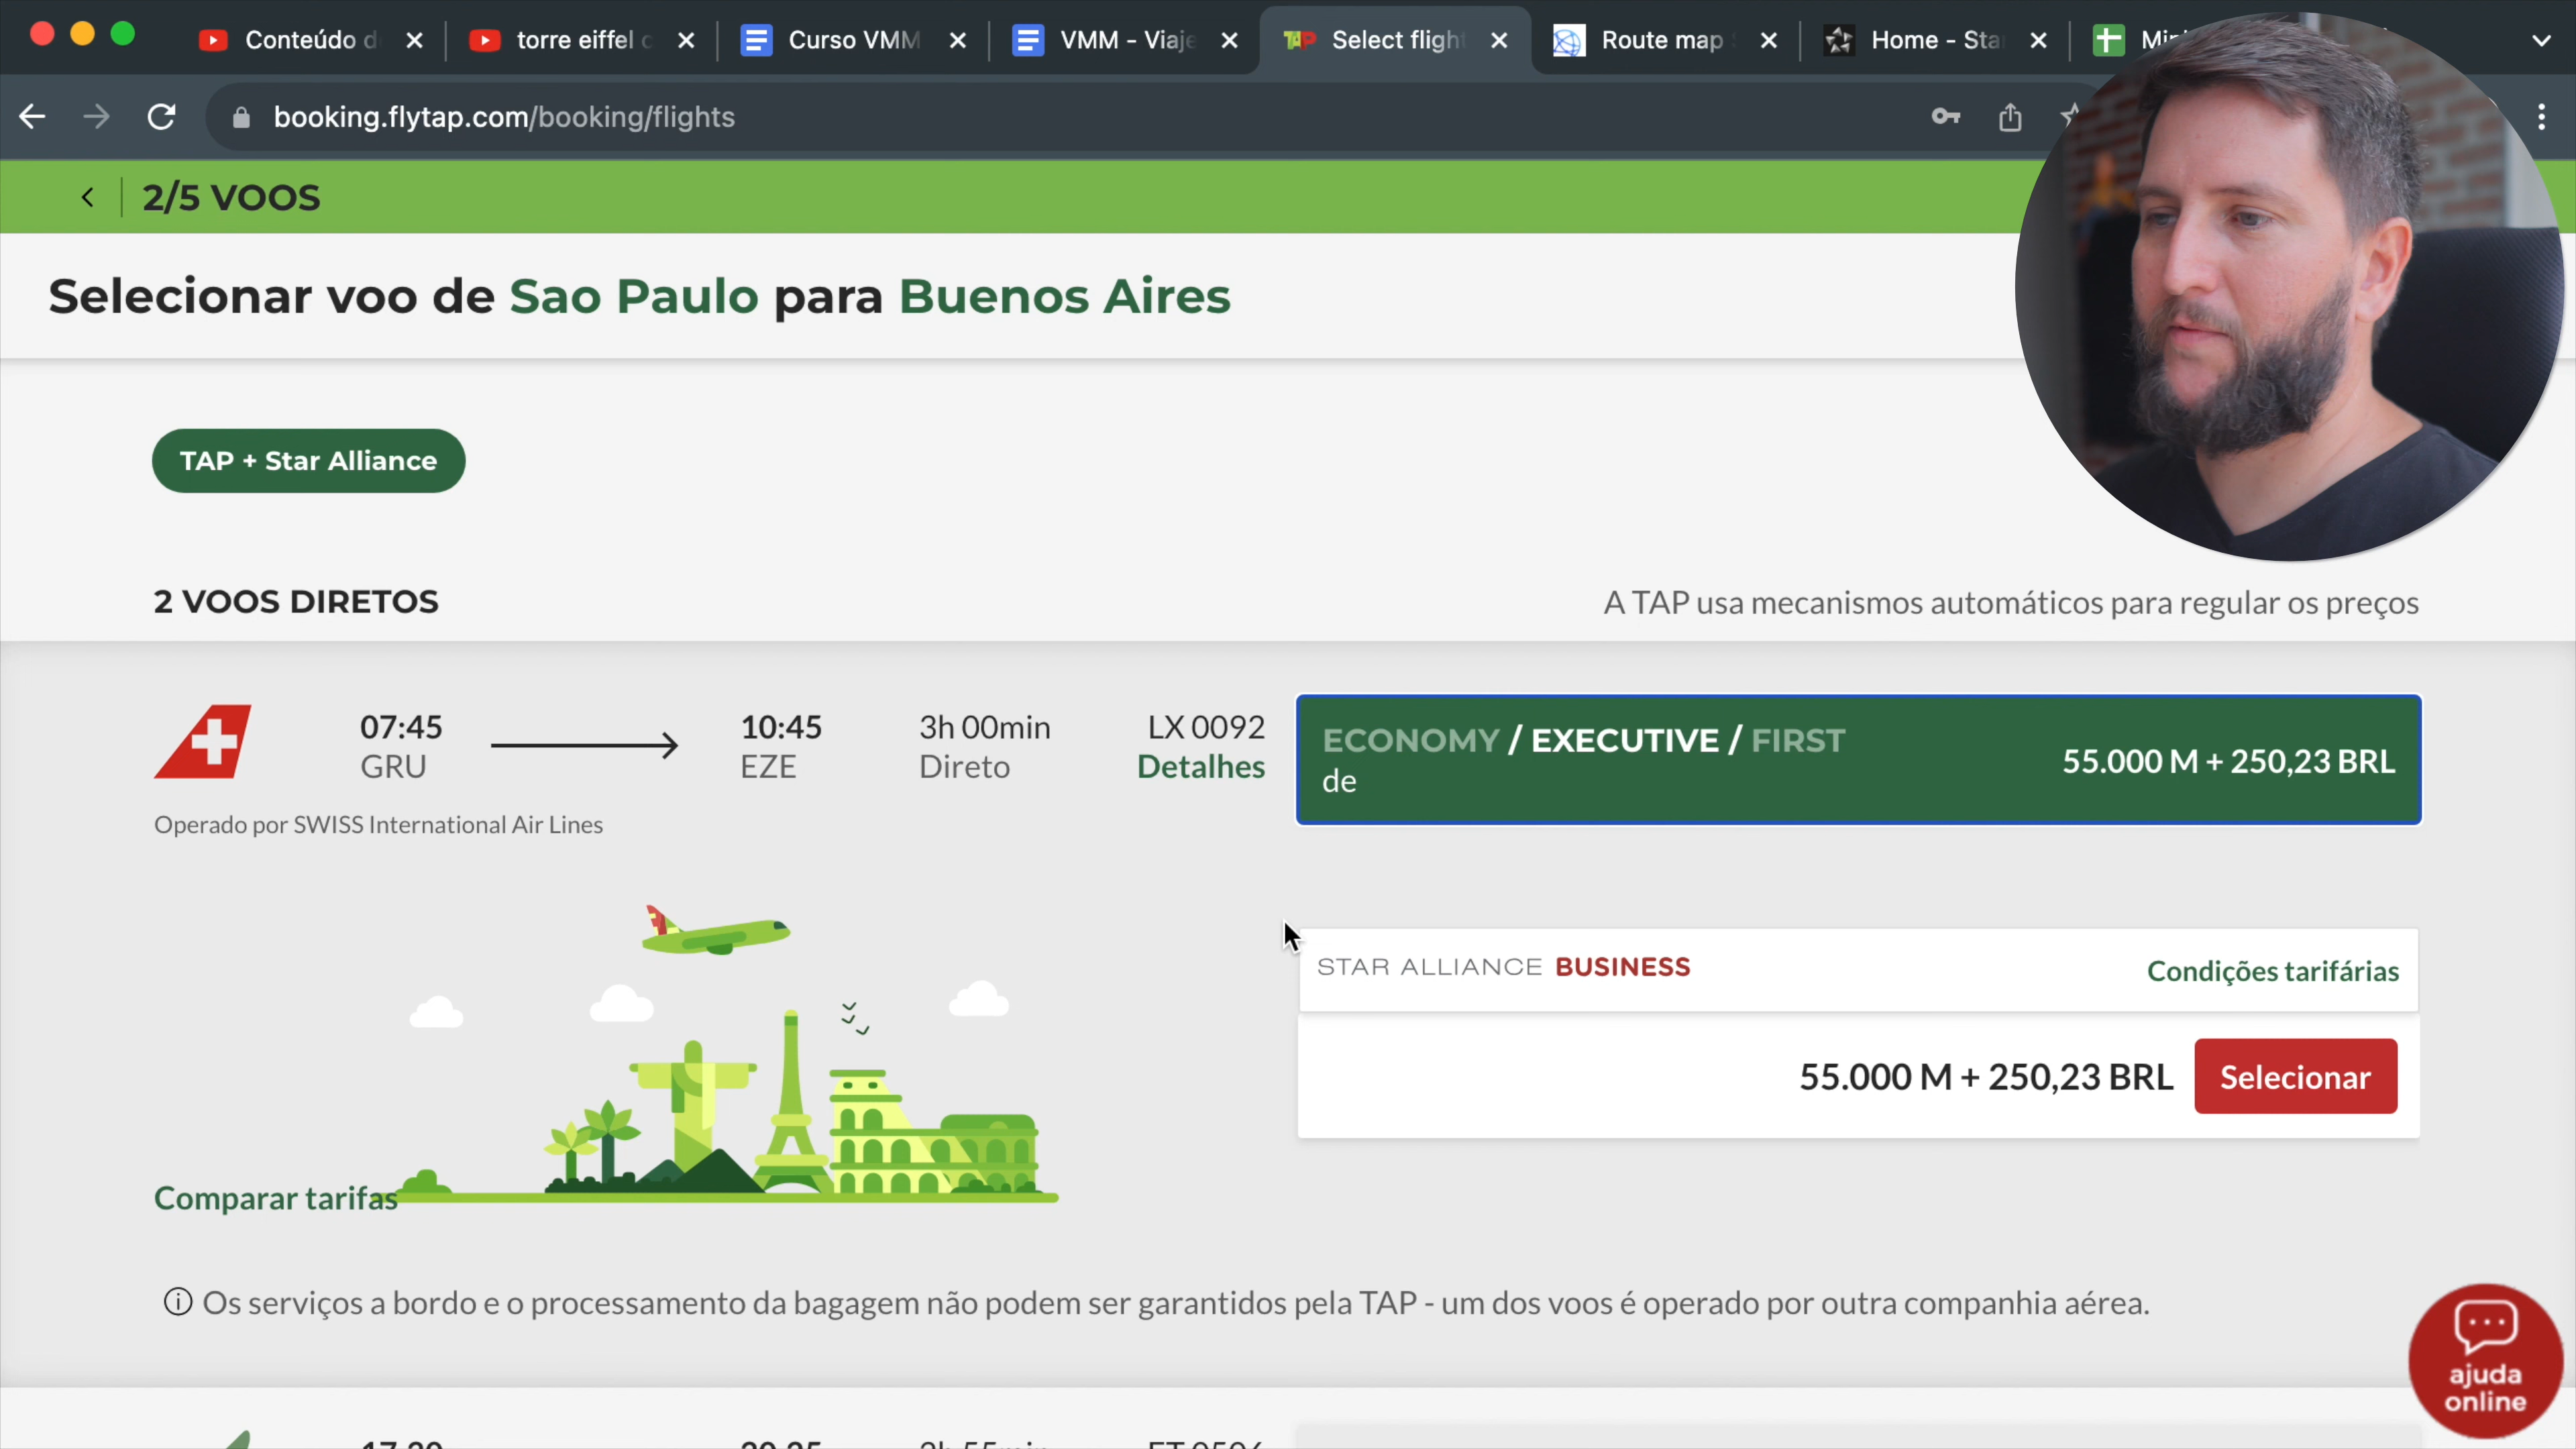 Conteúdo d
torre eiffel c
Curso VMM
VMM - Viaje
TAP Select flight
Route map
Home - Sta
booking.flytap.com/booking/flights
2/5 VOOS
Selecionar voo de Sao Paulo para Buenos Aires
TAP + Star Alliance
2 VOOS DIRETOS
A TAP usa mecanismos automáticos para regular os preços
07:45
GRU
10:45
EZE
3h 00min
Direto
LX 0092
Detalhes
ECONOMY / EXECUTIVE / FIRST
de
55.000 M + 250,23 BRL
Operado por SWISS International Air Lines
STAR ALLIANCE BUSINESS
Condições tarifárias
55.000 M + 250,23 BRL
Selecionar
Comparar tarifas
Os serviços a bordo e o processamento da bagagem não podem ser garantidos pela TAP - um dos voos é operado por outra companhia aérea.
ajuda
online